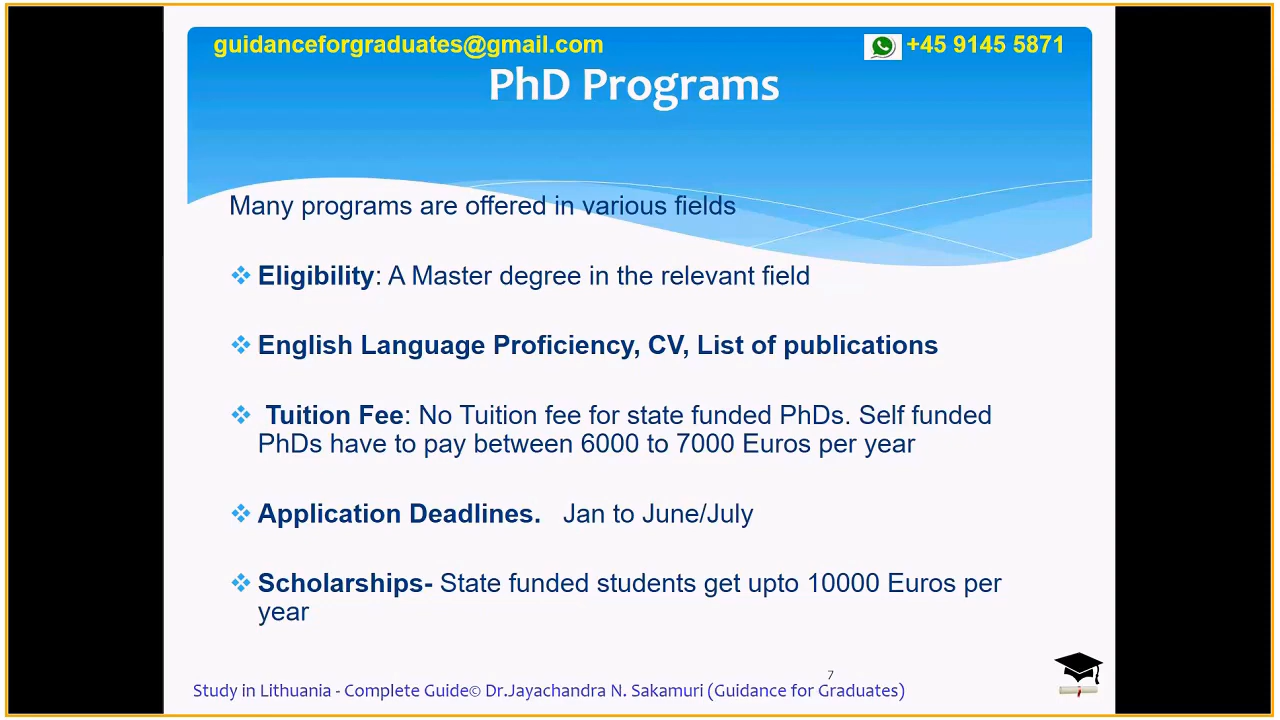 guidanceforgraduates@gmail.com
+45 9145 5871
PhD Programs
Many programs are offered in various fields
Eligibility: A Master degree in the relevant field
English Language Proficiency, CV, List of publications
Tuition Fee: No Tuition fee for state funded PhDs. Self funded
PhDs have to pay between 6000 to 7000 Euros per year
Application Deadlines. Jan to June/July
Scholarships- State funded students get upto 10000 Euros per
year
7
Study in Lithuania - Complete Guide© Dr.Jayachandra N. Sakamuri (Guidance for Graduates)